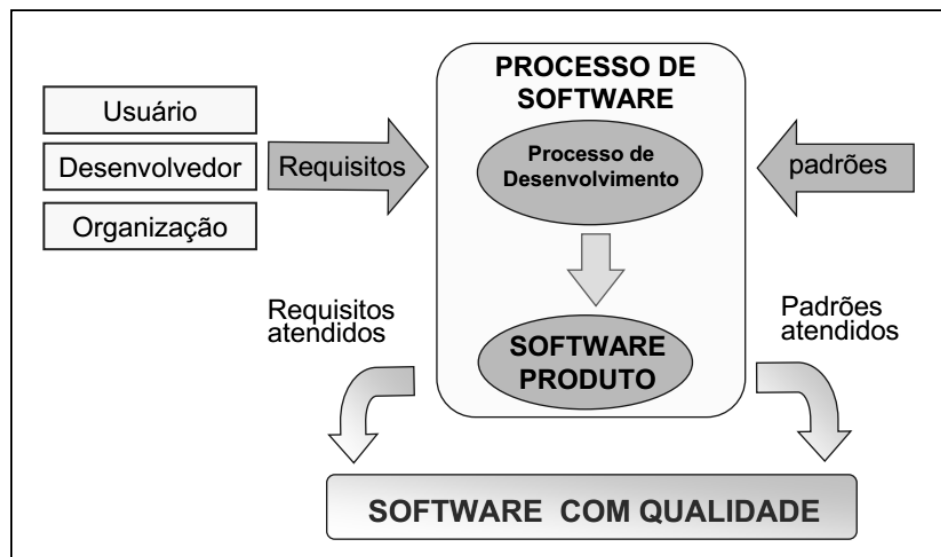 PROCESSO DE
SOFTWARE
Usuário
Desenvolvedor
Organização
Requisitos
Processo de
Desenvolvimento
padrões
Requisitos
atendidos
Padrões
atendidos
SOFTWARE
PRODUTO
SOFTWARE COM QUALIDADE